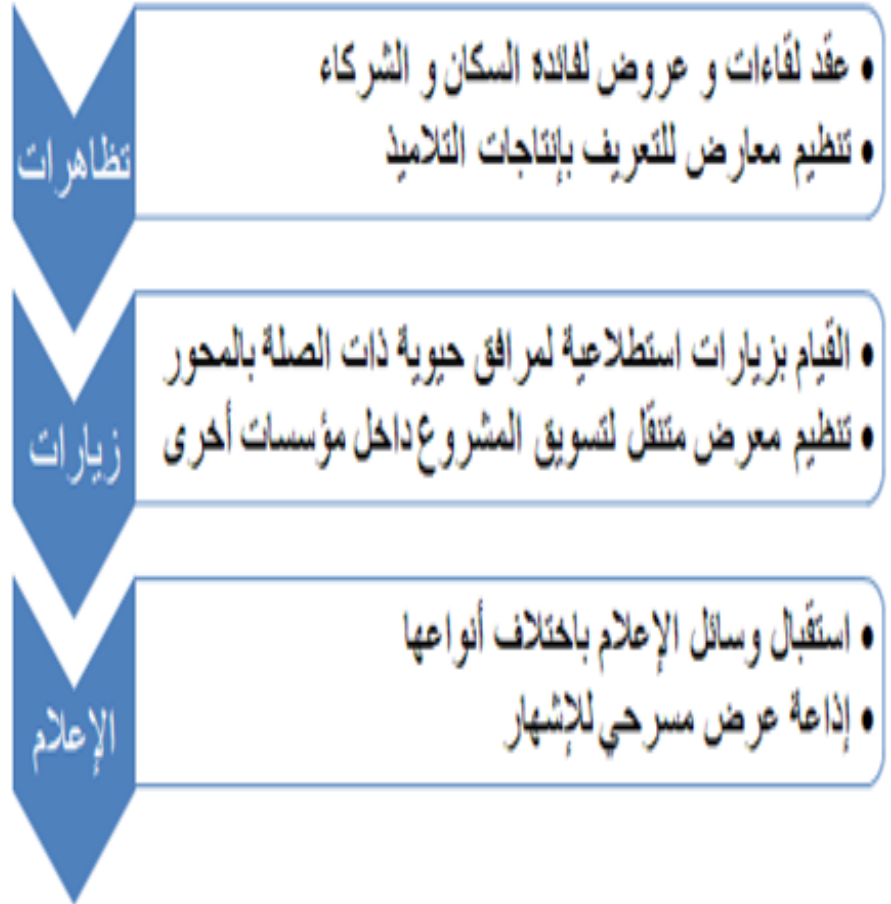 تظاهرات
• عقد لقاءات و عروض لفائده السكان و الشركاء
• تنظيم معارض للتعريف بإنتاجات التلاميذ
زيارات
• القيام بزيارات استطلاعية لمرافق حيوية ذات الصلة بالمحور
• تنظيم معرض متنقل لتسويق المشروع داخل مؤسسات أخرى
الإعلام
• استقبال وسائل الإعلام باختلاف أنواعها
• إذاعة عرض مسرحي للإشهار